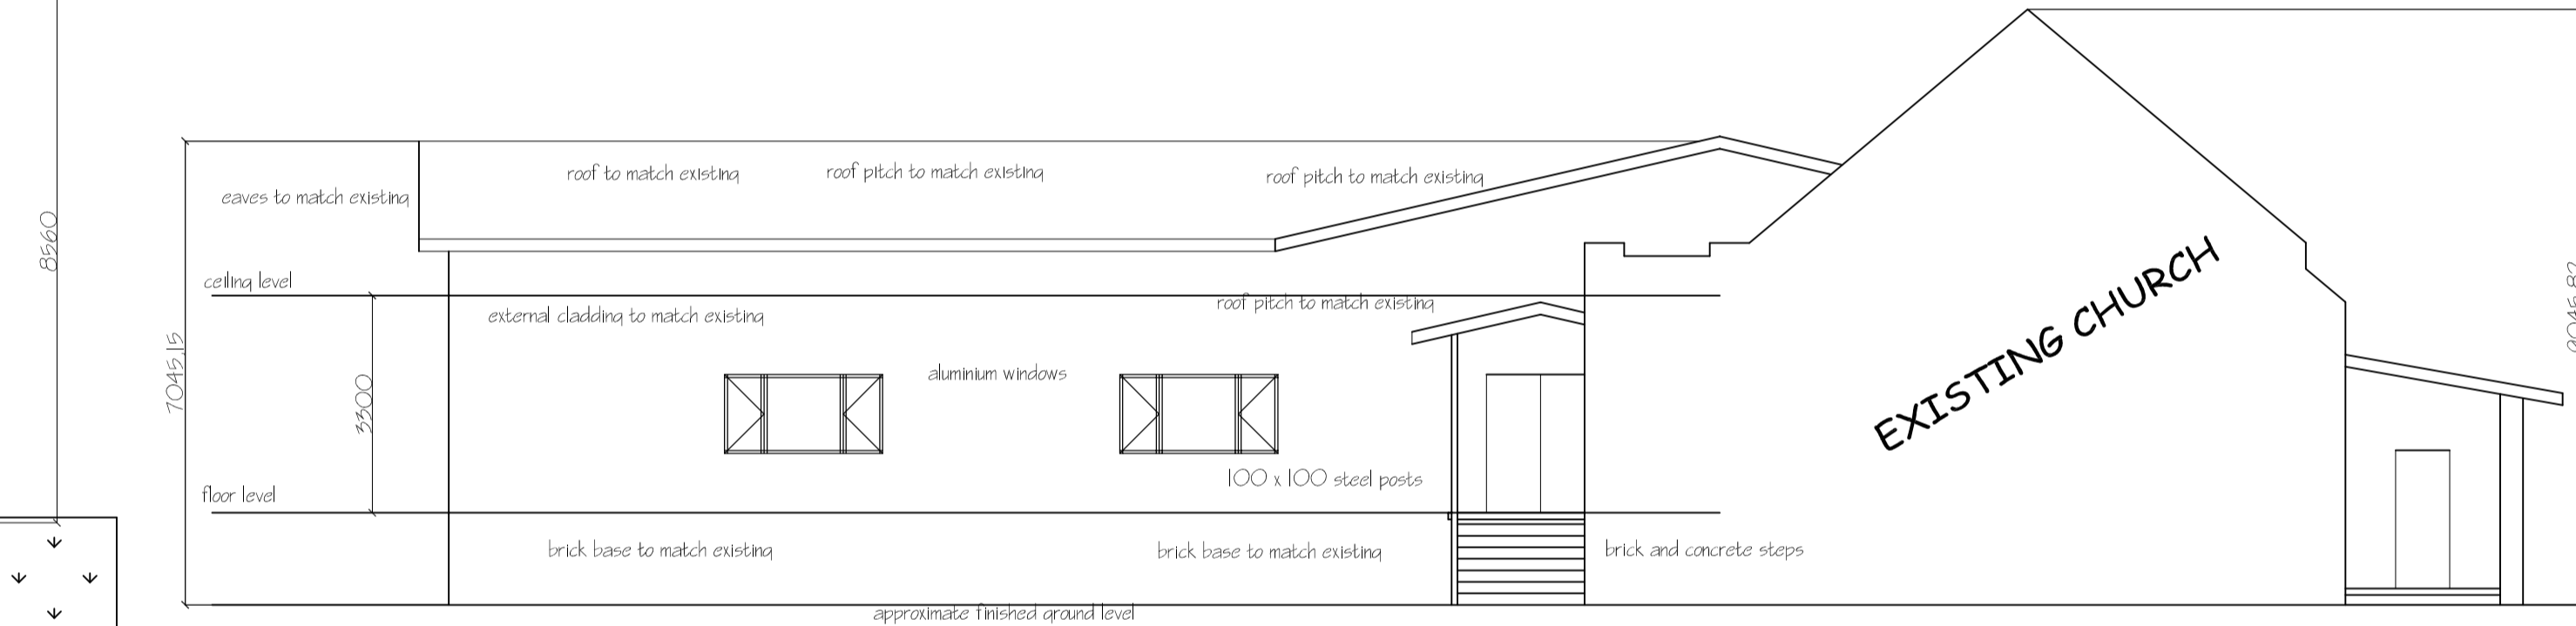 roof to match existing
roof pitch to match existing
roof pitch to match existing
eaves to match existing
8560
ceiling level
roof pitch to match existing
external cladding to match existing
EXISTING CHURCH
7045,15
3300
aluminium windows
100 x 100 steel posts
floor level
brick base to match existing
brick base to match existing
brick and concrete steps
approximate finished ground level